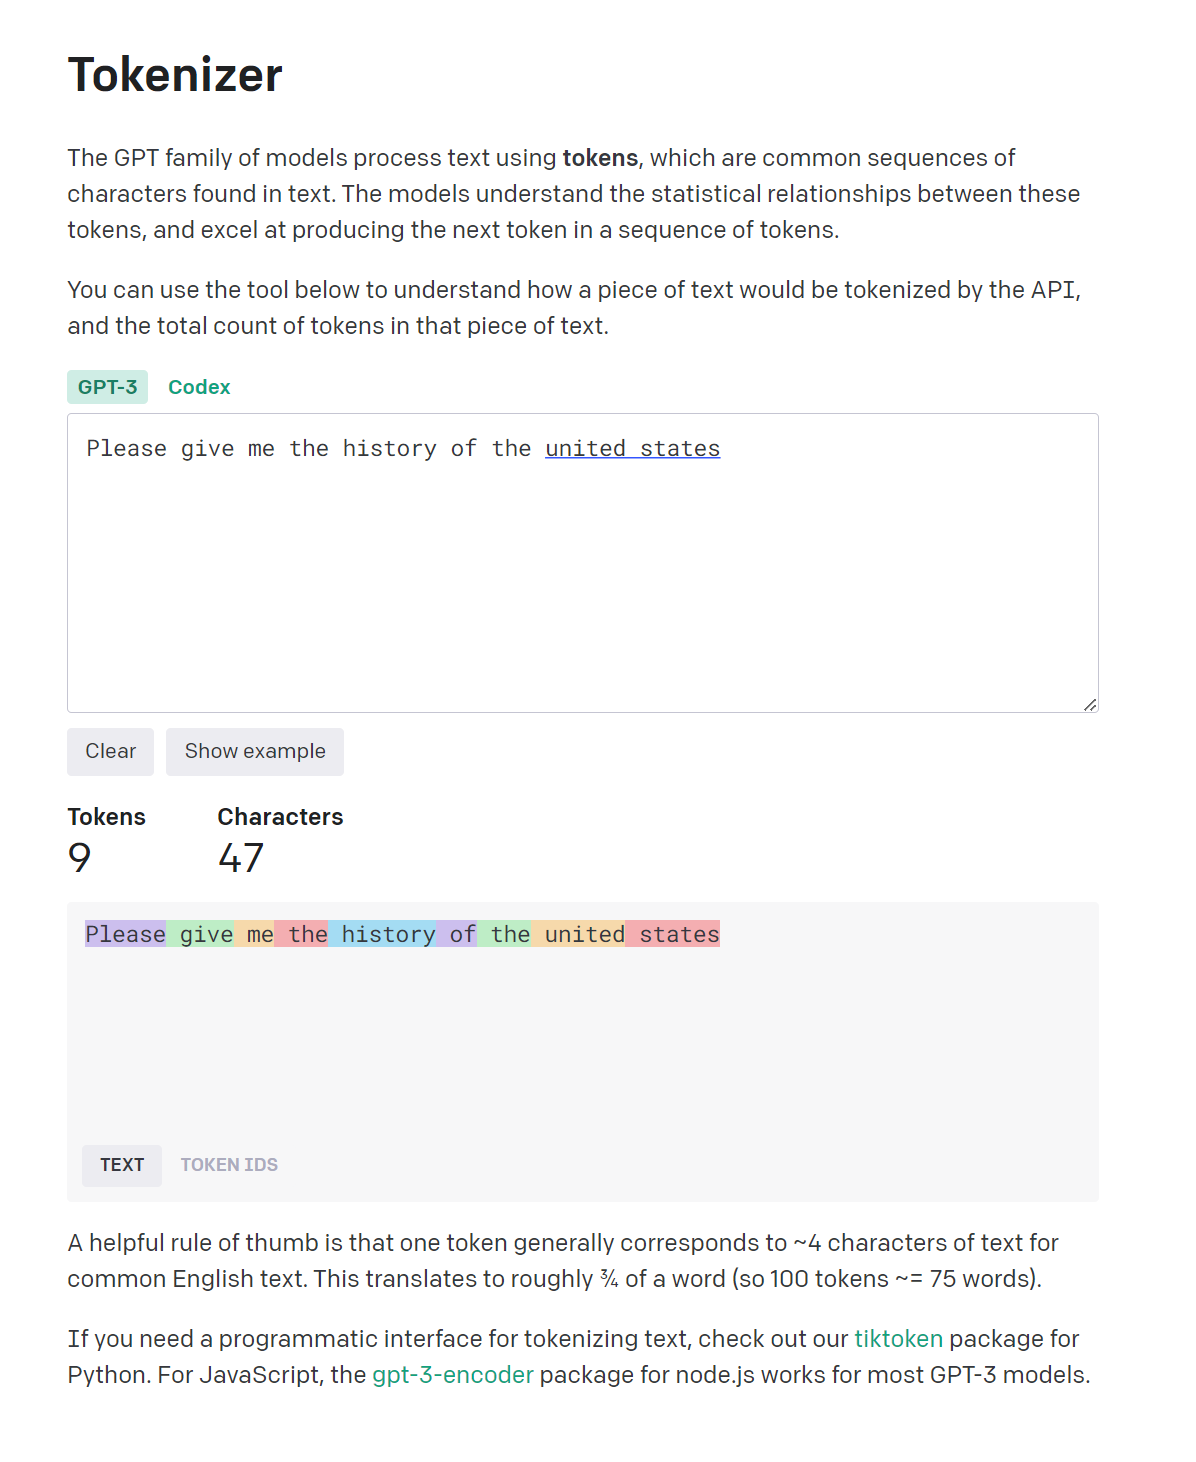 Tokenizer
The GPT family of models process text using tokens, which are common sequences of
characters found in text. The models understand the statistical relationships between these
tokens, and excel at producing the next token in a sequence of tokens.
You can use the tool below to understand how a piece of text would be tokenized by the API,
and the total count of tokens in that piece of text.
GPT-3 Codex
Please give me the history of the united states
Clear Show example
Tokens Characters
9 47
Please give me the history of the united states
TEXT TOKEN IDS
A helpful rule of thumb is that one token generally corresponds to ~4 characters of text for
common English text. This translates to roughly ¾ of a word (so 100 tokens ~= 75 words).
If you need a programmatic interface for tokenizing text, check out our tiktoken package for
Python. For JavaScript, the gpt-3-encoder package for node.js works for most GPT-3 models.